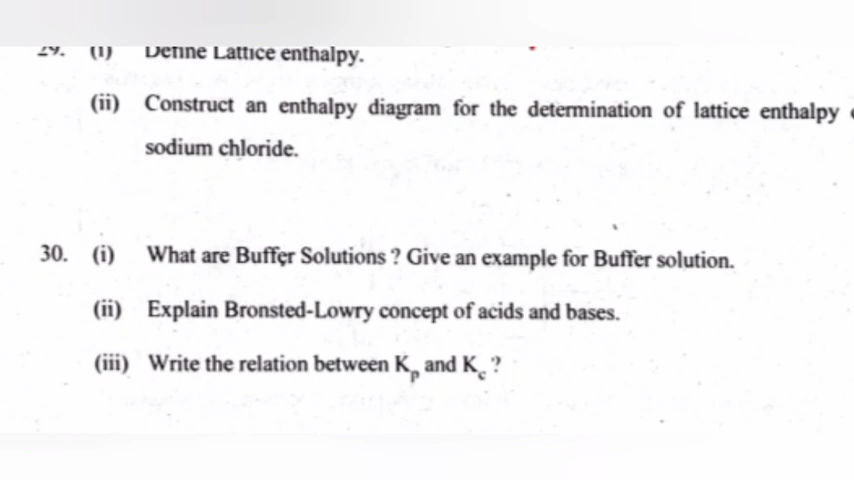 29. (i) Define Lattice enthalpy.
(ii) Construct an enthalpy diagram for the determination of lattice enthalpy
sodium chloride.
30. (i) What are Buffer Solutions ? Give an example for Buffer solution.
(ii) Explain Bronsted-Lowry concept of acids and bases.
(iii) Write the relation between Kp and Kc ?